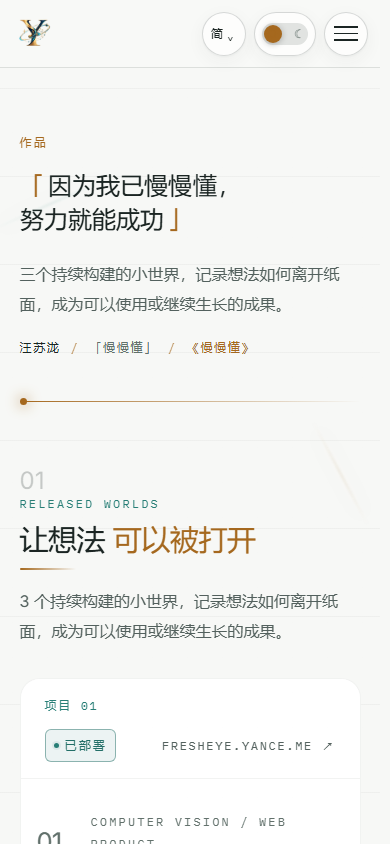 简 ⌄ ☾
作品
「因为我已慢慢懂，
努力就能成功」
三个持续构建的小世界，记录想法如何离开纸
面，成为可以使用或继续生长的成果。
汪苏泷 / 「慢慢懂」 / 《慢慢懂》
01
RELEASED WORLDS
让想法 可以被打开
3 个持续构建的小世界，记录想法如何离开纸
面，成为可以使用或继续生长的成果。
项目 01
已部署 FRESHEYE.YANCE.ME ↗
01 COMPUTER VISION / WEB
PRODUCT